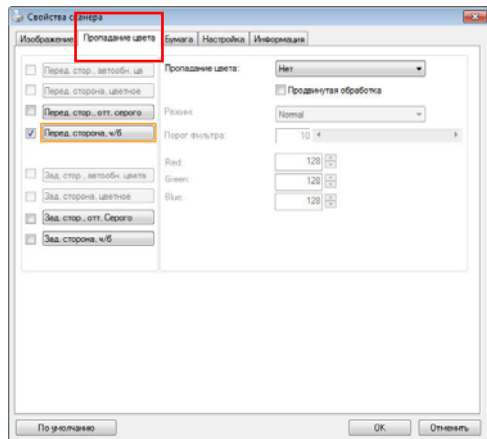 Свойства сканера
Изображение Пропадание цвета Бумага Настройка Информация
Перед. стор., автообн. цв Пропадание цвета: Нет
Перед. сторона, цветное Продвинутая обработка
Перед. стор., отт. серого Режим: Normal
Перед. сторона, ч/б Порог фильтра: 10
Red: 128
Зад. стор., автообн. цвета Green: 128
Зад. сторона, цветное Blue: 128
Зад. стор., отт. Серого
Зад. сторона, ч/б
По умолчанию OK Отменить